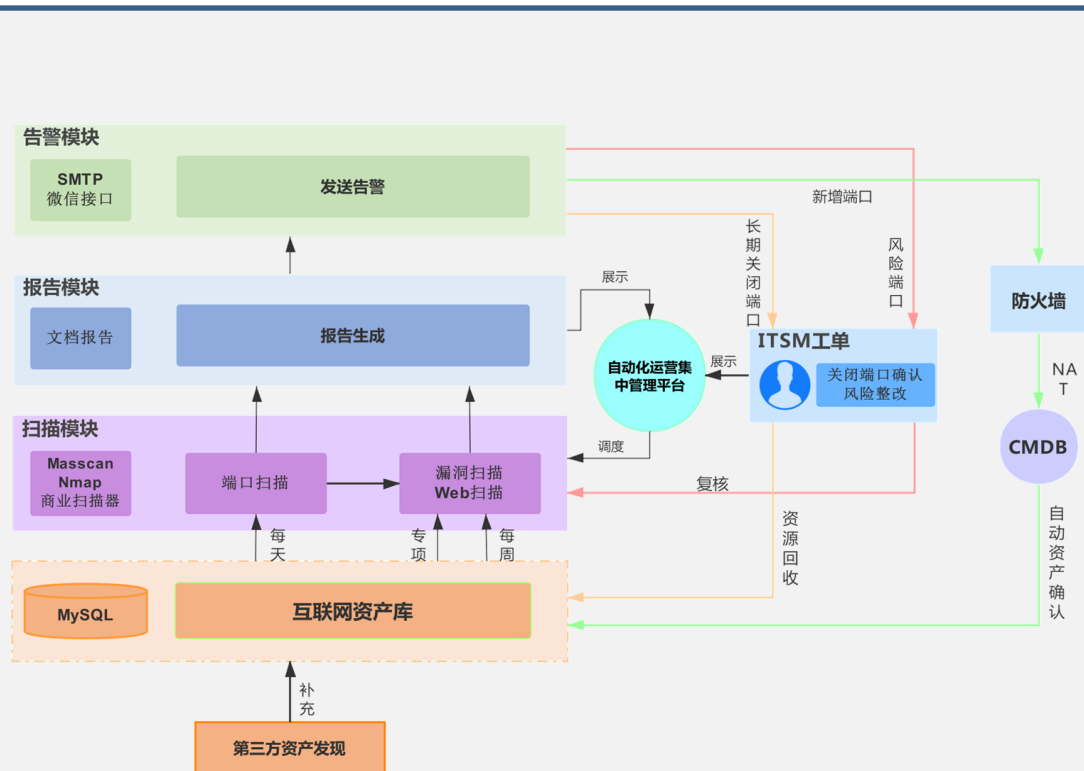 告警模块
SMTP
微信接口
发送告警
新增端口
长期关闭端口
风险端口
报告模块
文档报告
报告生成
展示
防火墙
ITSM工单
关闭端口确认
风险整改
自动化运营集
中管理平台
展示
NA
T
扫描模块
Masscan
Nmap
商业扫描器
端口扫描
漏洞扫描
Web扫描
调度
复核
CMDB
每天
专项
每周
资源回收
自动资产确认
MySQL
互联网资产库
补充
第三方资产发现